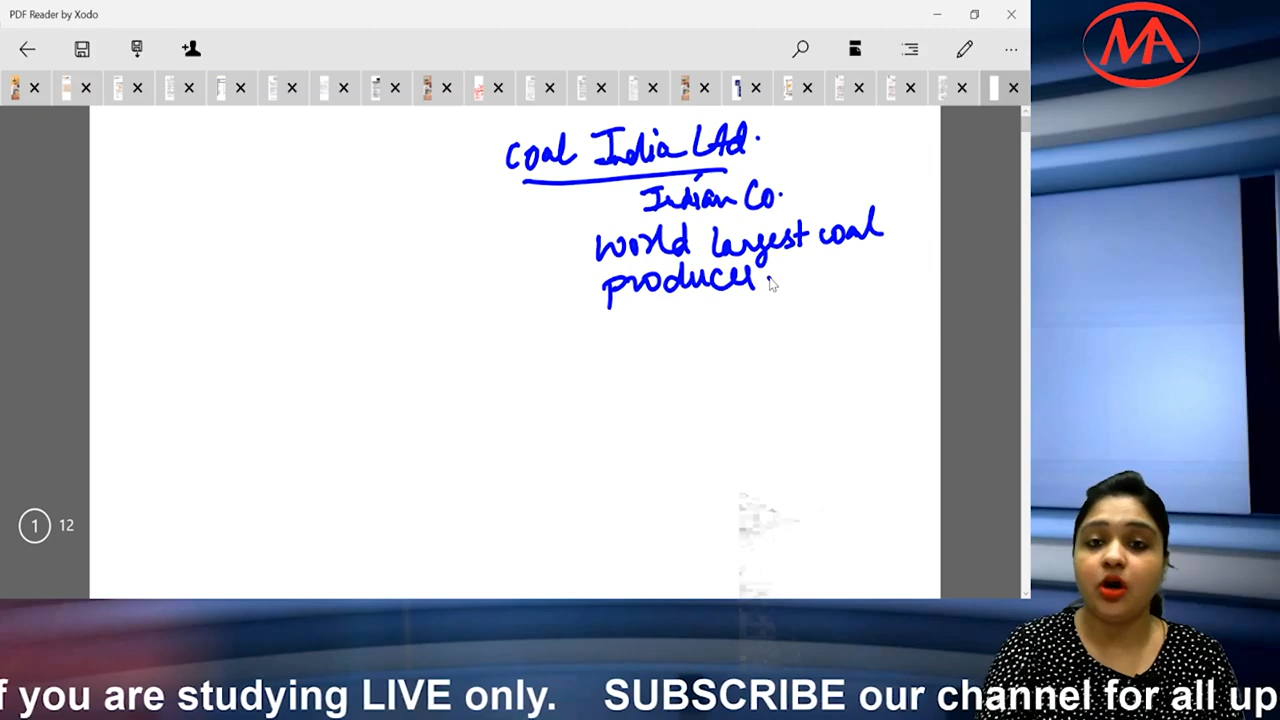 PDF Reader by Xodo
MA
Coal India Ltd.
Indian Co.
World largest coal
producer
1 12
f you are studying LIVE only. SUBSCRIBE our channel for all up